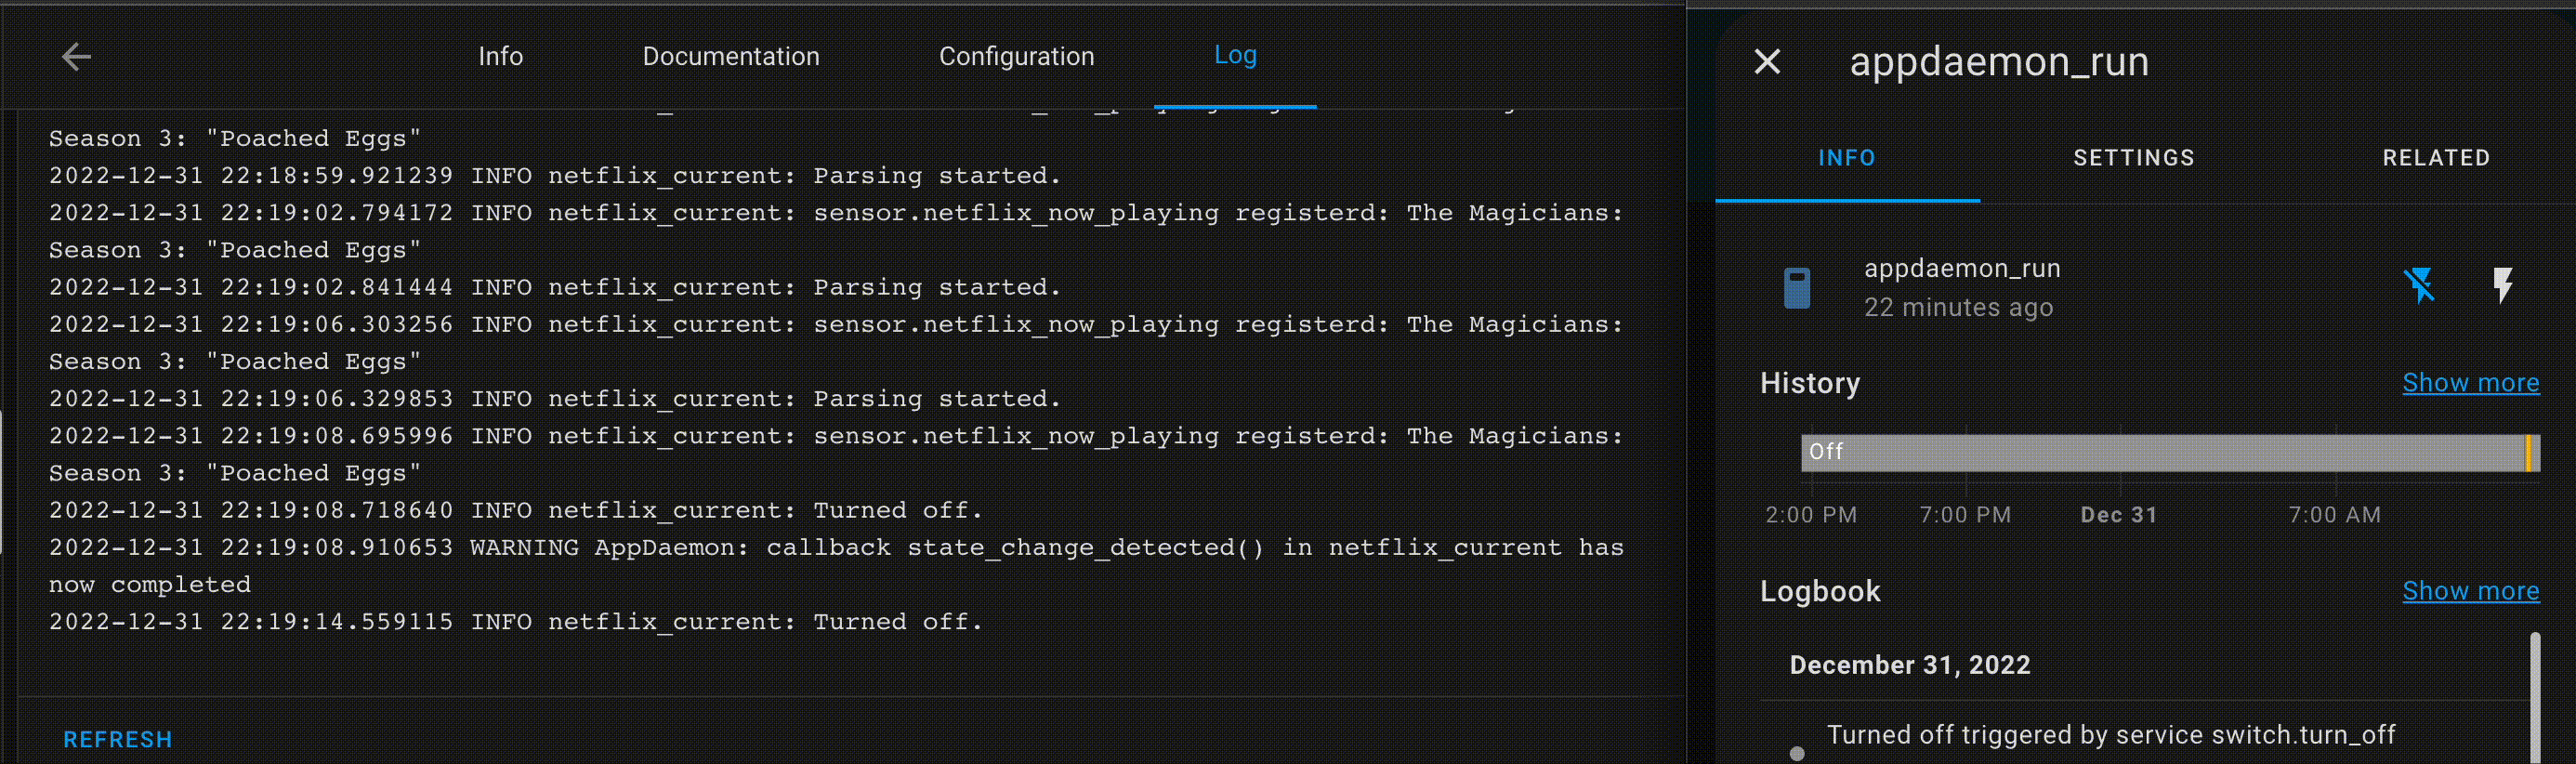 Info Documentation Configuration Log
Season 3: "Poached Eggs"
2022-12-31 22:18:59.921239 INFO netflix_current: Parsing started.
2022-12-31 22:19:02.794172 INFO netflix_current: sensor.netflix_now_playing registerd: The Magicians:
Season 3: "Poached Eggs"
2022-12-31 22:19:02.841444 INFO netflix_current: Parsing started.
2022-12-31 22:19:06.303256 INFO netflix_current: sensor.netflix_now_playing registerd: The Magicians:
Season 3: "Poached Eggs"
2022-12-31 22:19:06.329853 INFO netflix_current: Parsing started.
2022-12-31 22:19:08.695996 INFO netflix_current: sensor.netflix_now_playing registerd: The Magicians:
Season 3: "Poached Eggs"
2022-12-31 22:19:08.718640 INFO netflix_current: Turned off.
2022-12-31 22:19:08.910653 WARNING AppDaemon: callback state_change_detected() in netflix_current has
now completed
2022-12-31 22:19:14.559115 INFO netflix_current: Turned off.
REFRESH
appdaemon_run
INFO SETTINGS RELATED
appdaemon_run
22 minutes ago
History Show more
Off
2:00 PM 7:00 PM Dec 31 7:00 AM
Logbook Show more
December 31, 2022
Turned off triggered by service switch.turn_off